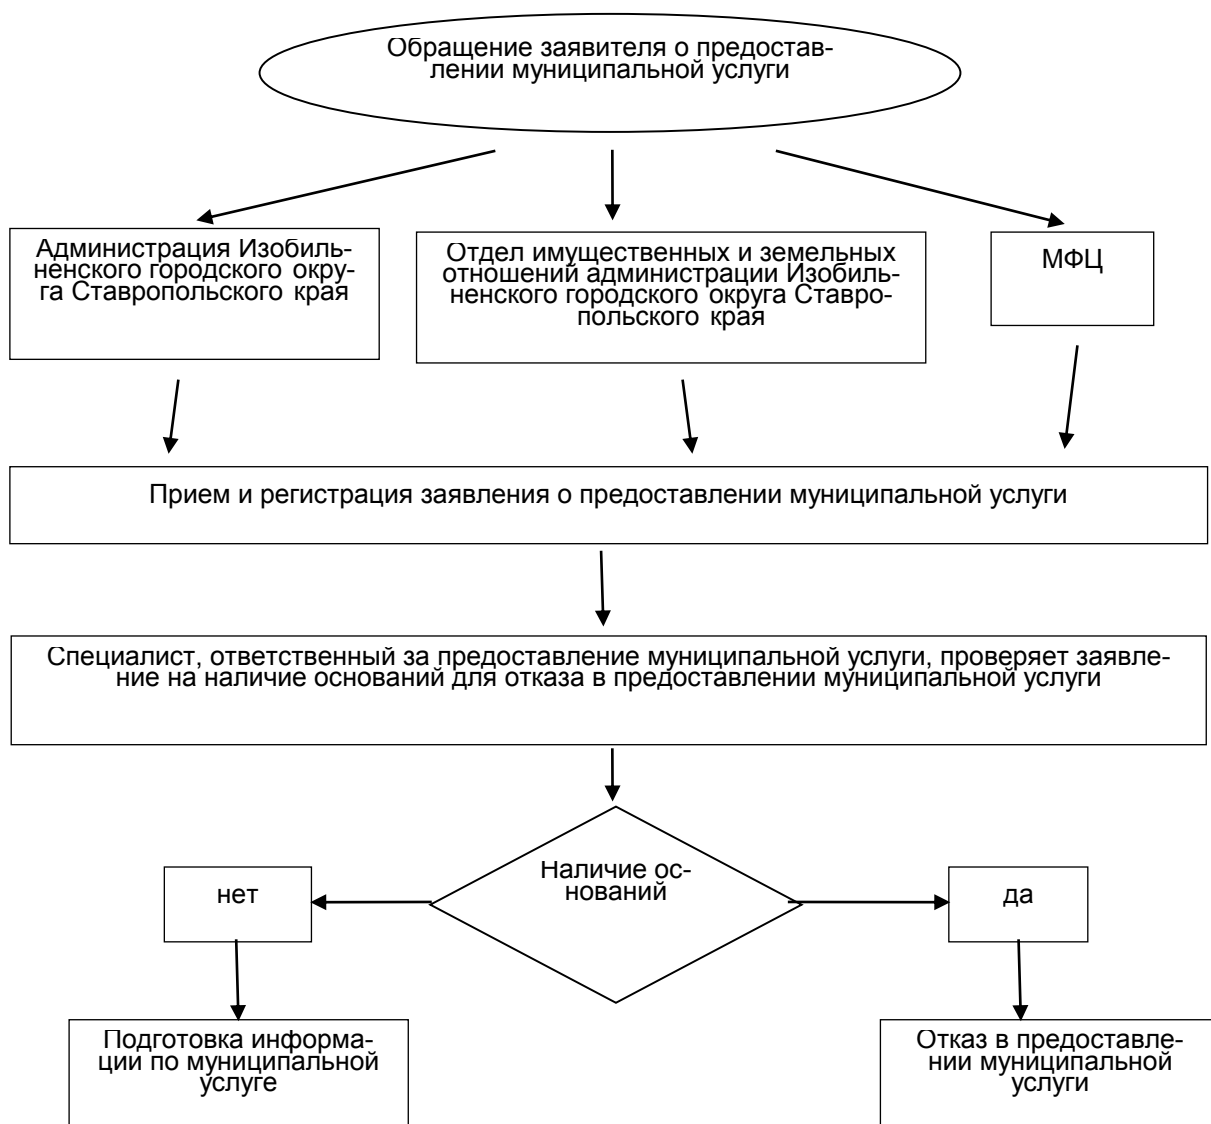 Обращение заявителя о предостав-
лении муниципальной услуги
Администрация Изобиль-
ненского городского окру-
га Ставропольского края
Отдел имущественных и земельных
отношений администрации Изобиль-
ненского городского округа Ставро-
польского края
МФЦ
Прием и регистрация заявления о предоставлении муниципальной услуги
Специалист, ответственный за предоставление муниципальной услуги, проверяет заявле-
ние на наличие оснований для отказа в предоставлении муниципальной услуги
Наличие ос-
нований
нет
да
Подготовка информа-
ции по муниципальной
услуге
Отказ в предоставле-
нии муниципальной
услуги